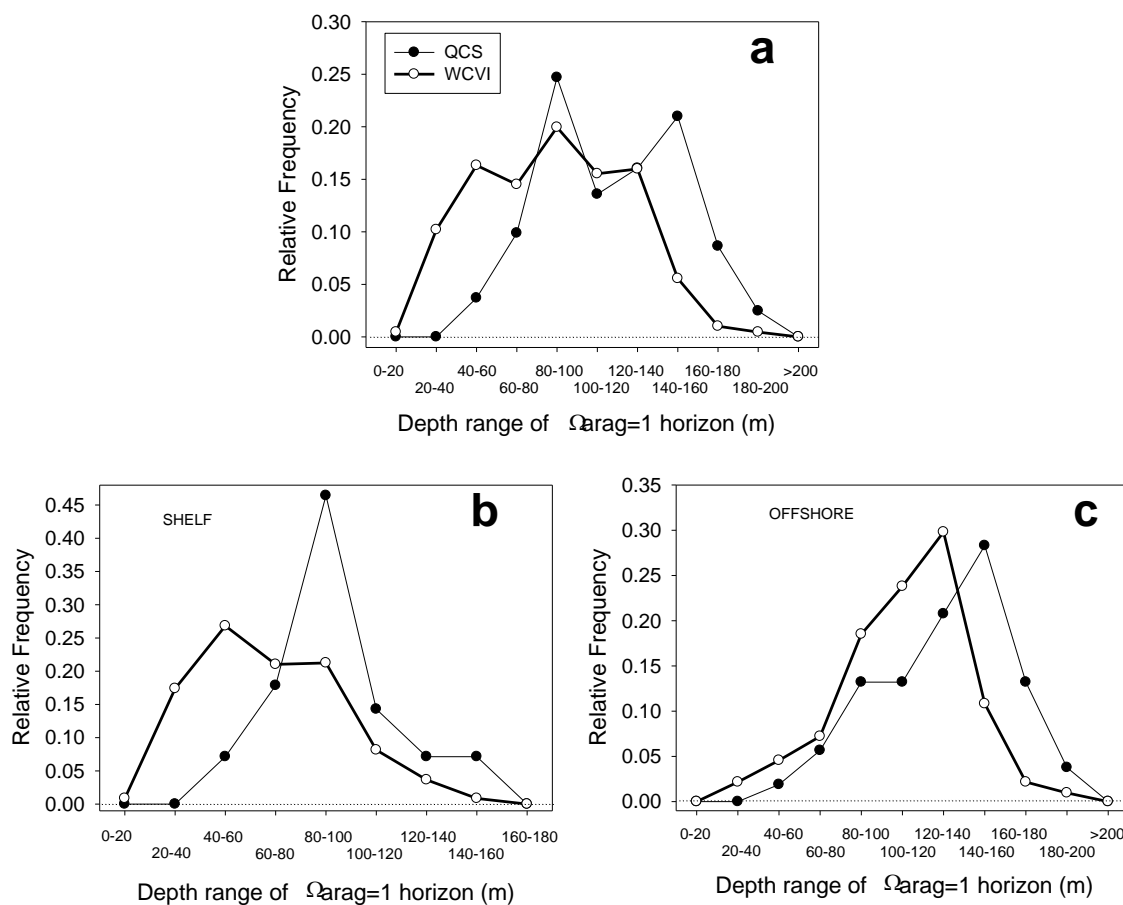 a
QCS
WCVI
0.30
0.25
0.20
0.15
0.10
0.05
0.00
Relative Frequency
0-20 40-60 80-100 120-140 160-180 >200
20-40 60-80 100-120 140-160 180-200
Depth range of Ωarag=1 horizon (m)
b
SHELF
0.45
0.40
0.35
0.30
0.25
0.20
0.15
0.10
0.05
0.00
Relative Frequency
0-20 40-60 80-100 120-140 160-180
20-40 60-80 100-120 140-160
Depth range of Ωarag=1 horizon (m)
c
OFFSHORE
0.35
0.30
0.25
0.20
0.15
0.10
0.05
0.00
Relative Frequency
0-20 40-60 80-100 120-140 160-180 >200
20-40 60-80 100-120 140-160 180-200
Depth range of Ωarag=1 horizon (m)